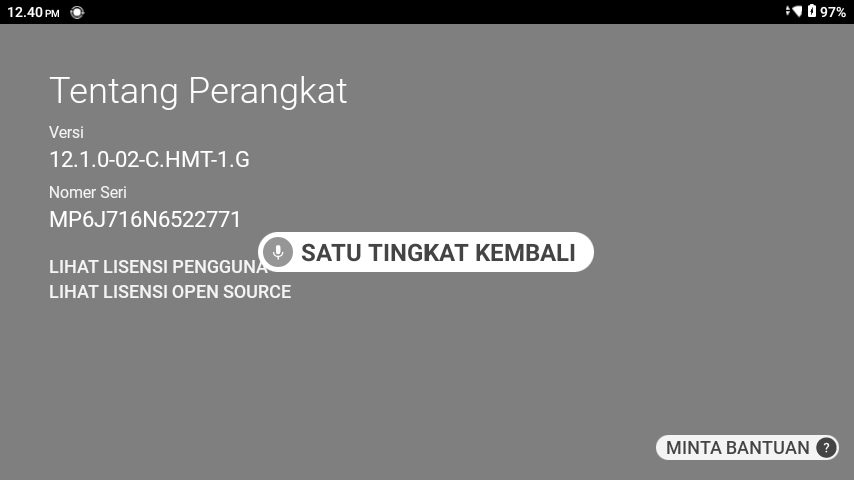 12.40 PM
97%
Tentang Perangkat
Versi
12.1.0-02-C.HMT-1.G
Nomer Seri
MP6J716N6522771
SATU TINGKAT KEMBALI
LIHAT LISENSI PENGGUNA
LIHAT LISENSI OPEN SOURCE
MINTA BANTUAN ?